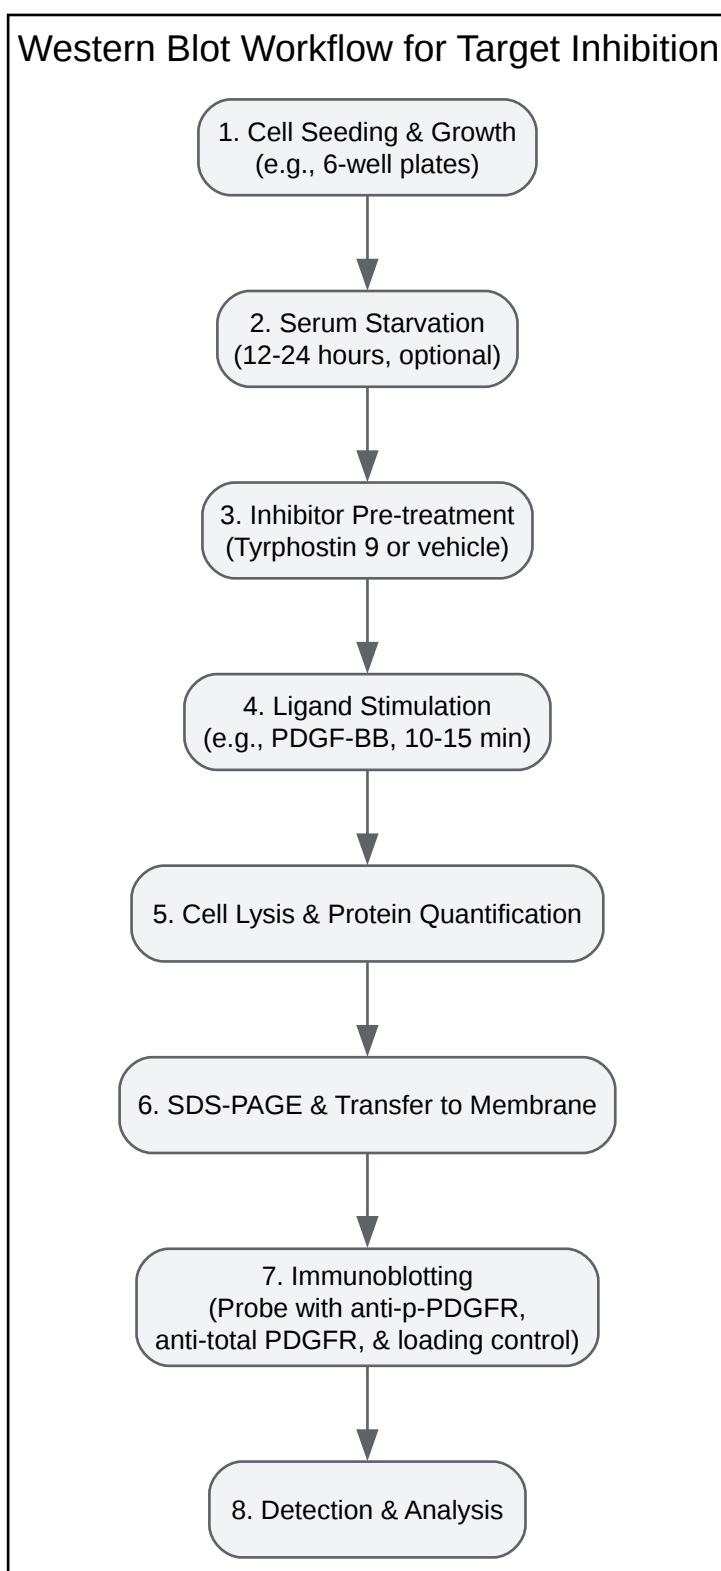 Western Blot Workflow for Target Inhibition
1. Cell Seeding & Growth
(e.g., 6-well plates)
2. Serum Starvation
(12-24 hours, optional)
3. Inhibitor Pre-treatment
(Tyrphostin 9 or vehicle)
4. Ligand Stimulation
(e.g., PDGF-BB, 10-15 min)
5. Cell Lysis & Protein Quantification
6. SDS-PAGE & Transfer to Membrane
7. Immunoblotting
(Probe with anti-p-PDGFR,
anti-total PDGFR, & loading control)
8. Detection & Analysis